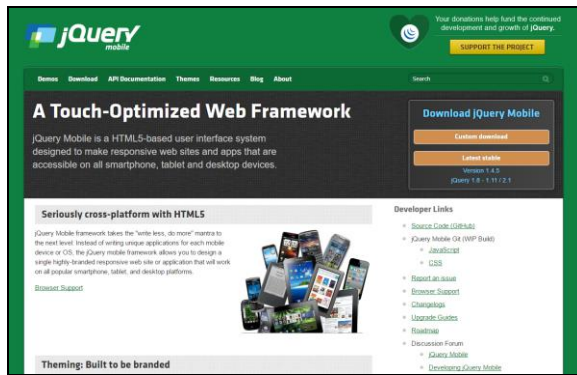 jQuery
mobile
Your donations help fund the continued
development and growth of jQuery.
SUPPORT THE PROJECT
Demos Download API Documentation Themes Resources Blog About
Search
A Touch-Optimized Web Framework
jQuery Mobile is a HTML5-based user interface system
designed to make responsive web sites and apps that are
accessible on all smartphone, tablet and desktop devices.
Download jQuery Mobile
Custom download
Latest stable
Version 1.4.5
jQuery 1.8 - 1.11 / 2.1
Seriously cross-platform with HTML5
jQuery Mobile framework takes the "write less, do more" mantra to
the next level: Instead of writing unique applications for each mobile
device or OS, the jQuery mobile framework allows you to design a
single highly-branded responsive web site or application that will work
on all popular smartphone, tablet, and desktop platforms.
Browser Support
Developer Links
Source Code (GitHub)
jQuery Mobile Git (WIP Build)
JavaScript
CSS
Report an issue
Browser Support
Changelogs
Upgrade Guides
Roadmap
Discussion Forum
jQuery Mobile
Developing jQuery Mobile
Theming: Built to be branded